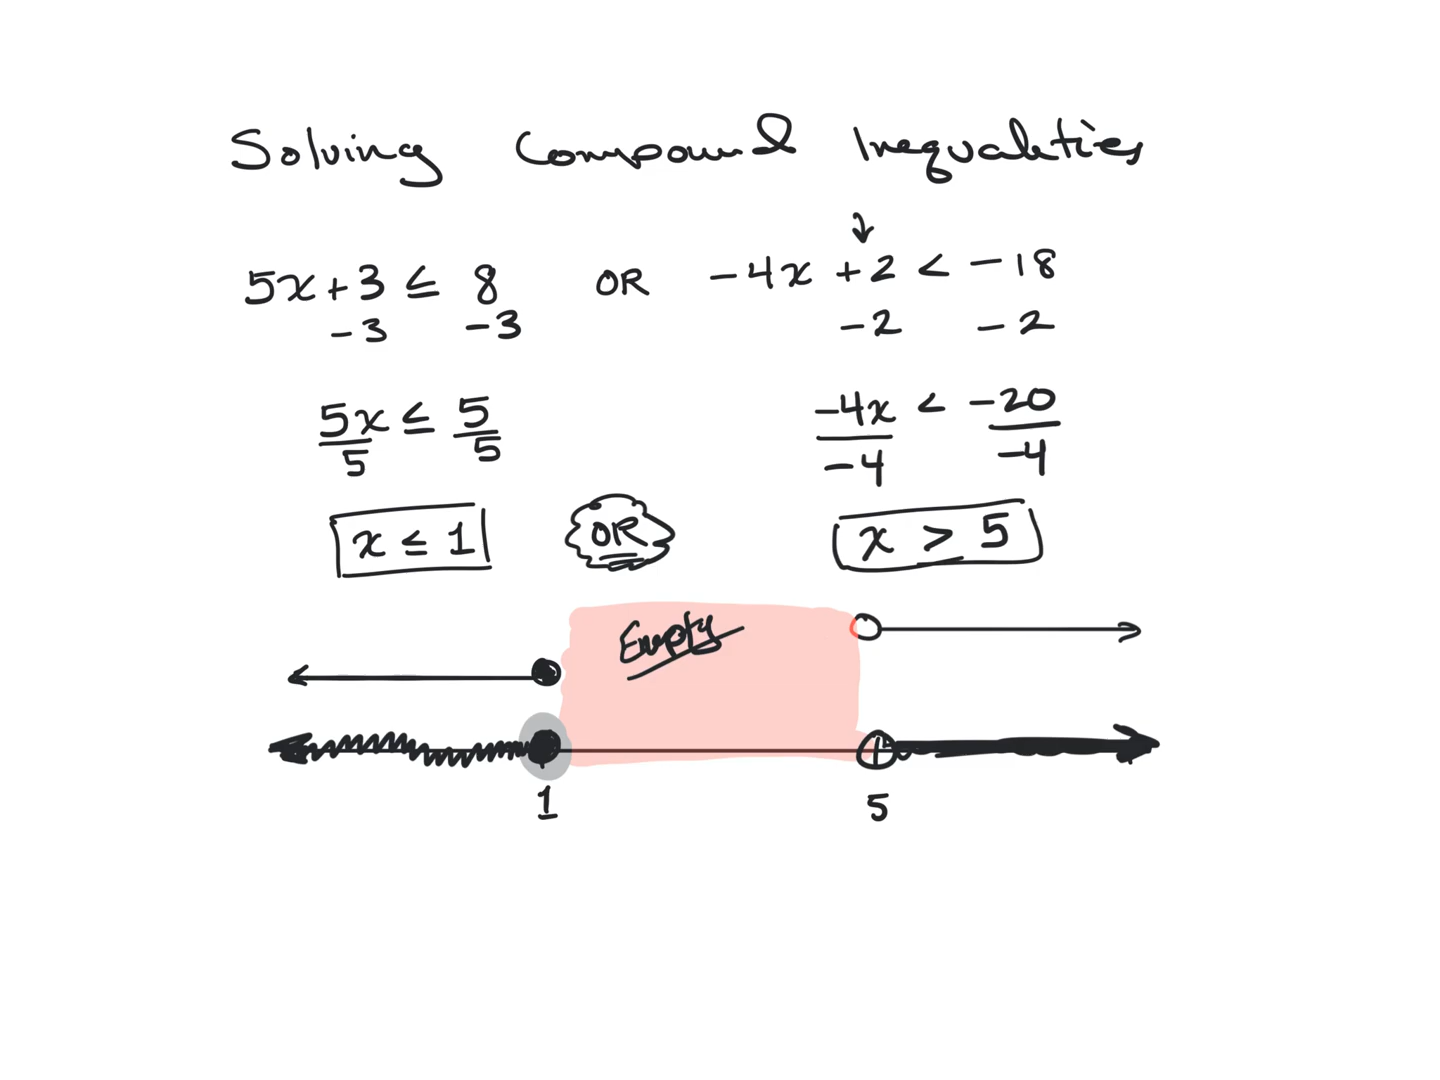 Solving Compound Inequalities
5x + 3 ≤ 8 OR -4x + 2 < -18
-3 -3 -2 -2
5x ≤ 5 -4x < -20
5 5 -4 -4
x ≤ 1 OR x > 5
Empty
1 5